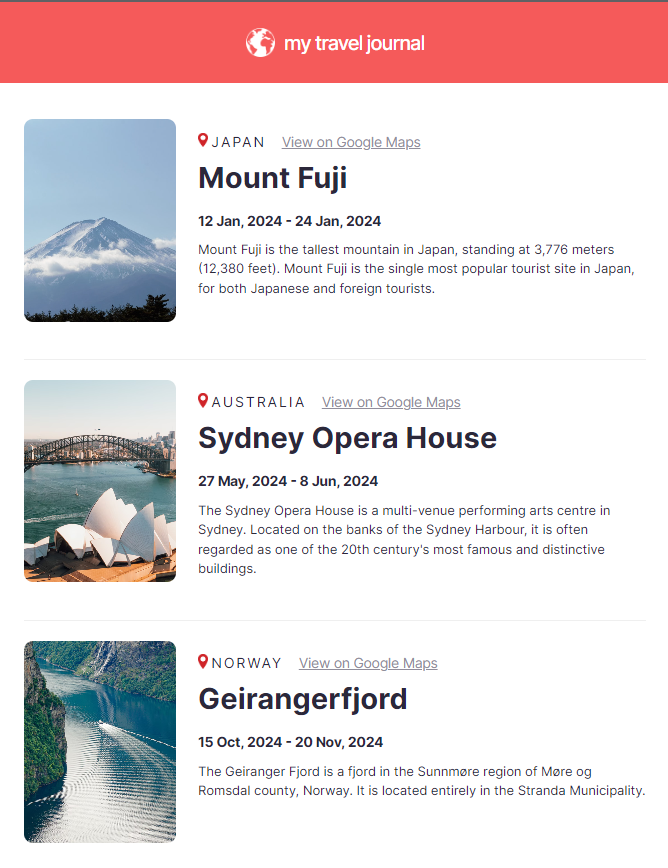 my travel journal
JAPAN View on Google Maps
Mount Fuji
12 Jan, 2024 - 24 Jan, 2024
Mount Fuji is the tallest mountain in Japan, standing at 3,776 meters
(12,380 feet). Mount Fuji is the single most popular tourist site in Japan,
for both Japanese and foreign tourists.
AUSTRALIA View on Google Maps
Sydney Opera House
27 May, 2024 - 8 Jun, 2024
The Sydney Opera House is a multi-venue performing arts centre in
Sydney. Located on the banks of the Sydney Harbour, it is often
regarded as one of the 20th century's most famous and distinctive
buildings.
NORWAY View on Google Maps
Geirangerfjord
15 Oct, 2024 - 20 Nov, 2024
The Geiranger Fjord is a fjord in the Sunnmøre region of Møre og
Romsdal county, Norway. It is located entirely in the Stranda Municipality.